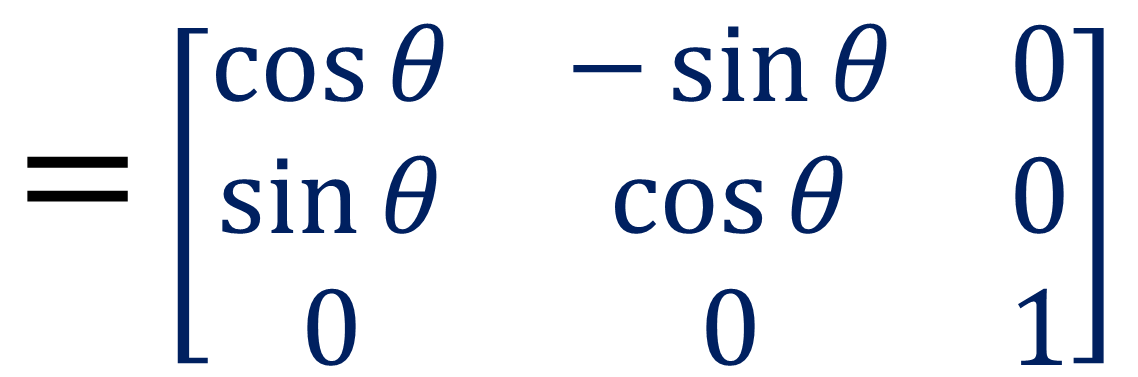 cos θ − sin θ 0
= sin θ cos θ 0
0 0 1